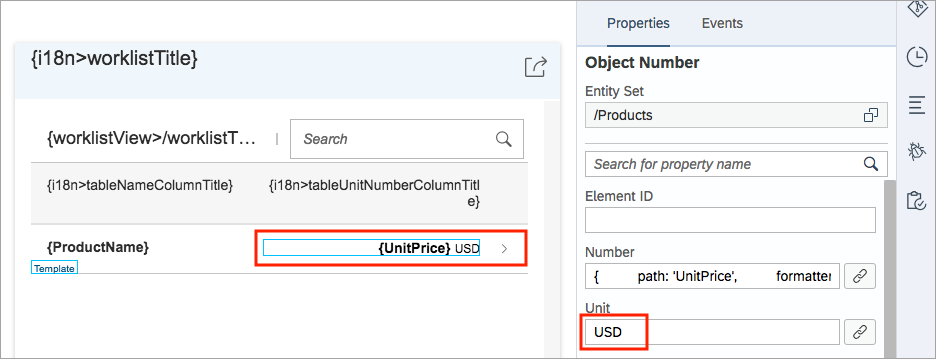 {i18n>worklistTitle}
{worklistView>/worklistT…
Search
{i18n>tableNameColumnTitle}
{i18n>tableUnitNumberColumnTitl
e}
{ProductName}
{UnitPrice} USD
Template
Properties
Events
Object Number
Entity Set
/Products
Search for property name
Element ID
Number
{ path: 'UnitPrice', formatter
Unit
USD